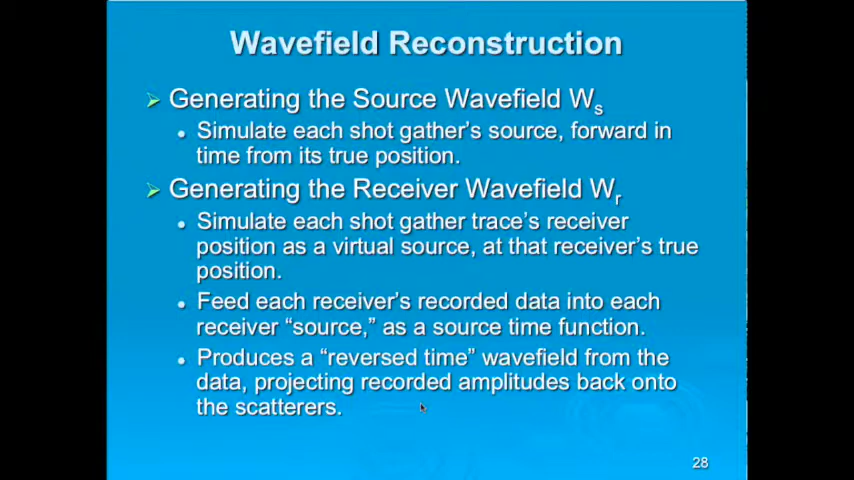 Wavefield Reconstruction
Generating the Source Wavefield Ws
Simulate each shot gather's source, forward in
time from its true position.
Generating the Receiver Wavefield Wr
Simulate each shot gather trace's receiver
position as a virtual source, at that receiver's true
position.
Feed each receiver's recorded data into each
receiver “source,” as a source time function.
Produces a “reversed time” wavefield from the
data, projecting recorded amplitudes back onto
the scatterers.
28